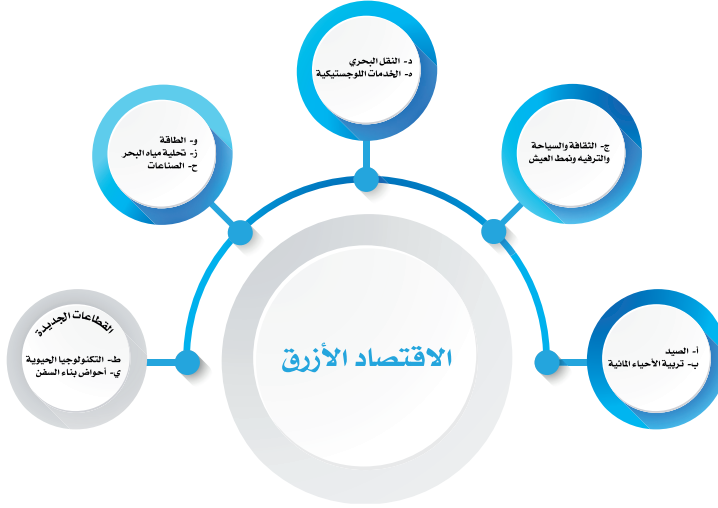 د- النقل البحري
ه- الخدمات اللوجستيكية
ج- الثقافة والسياحة
والترفيه ونمط العيش
و- الطاقة
ز- تحلية مياه البحر
ح- الصناعات
أ- الصيد
ب- تربية الأحياء المائية
الاقتصاد الأزرق
القطاعات الجديدة
ط- التكنولوجيا الحيوية
ي- أحواض بناء السفن